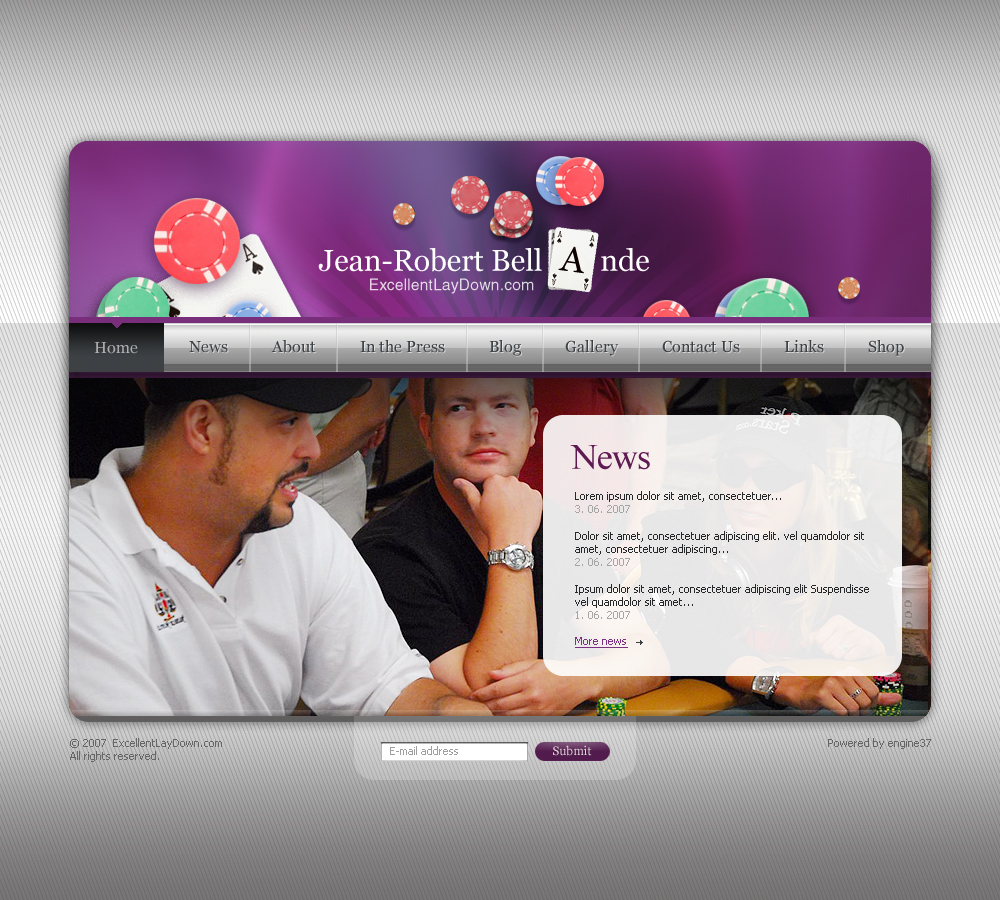 Jean-Robert Bell A nde
ExcellentLayDown.com
Home News About In the Press Blog Gallery Contact Us Links Shop
News
Lorem ipsum dolor sit amet, consectetuer...
3. 06. 2007
Dolor sit amet, consectetuer adipiscing elit. vel quamdolor sit
amet, consectetuer adipiscing...
2. 06. 2007
Ipsum dolor sit amet, consectetuer adipiscing elit Suspendisse
vel quamdolor sit amet...
1. 06. 2007
More news
© 2007 ExcellentLayDown.com
All rights reserved.
E-mail address
Submit
Powered by engine37